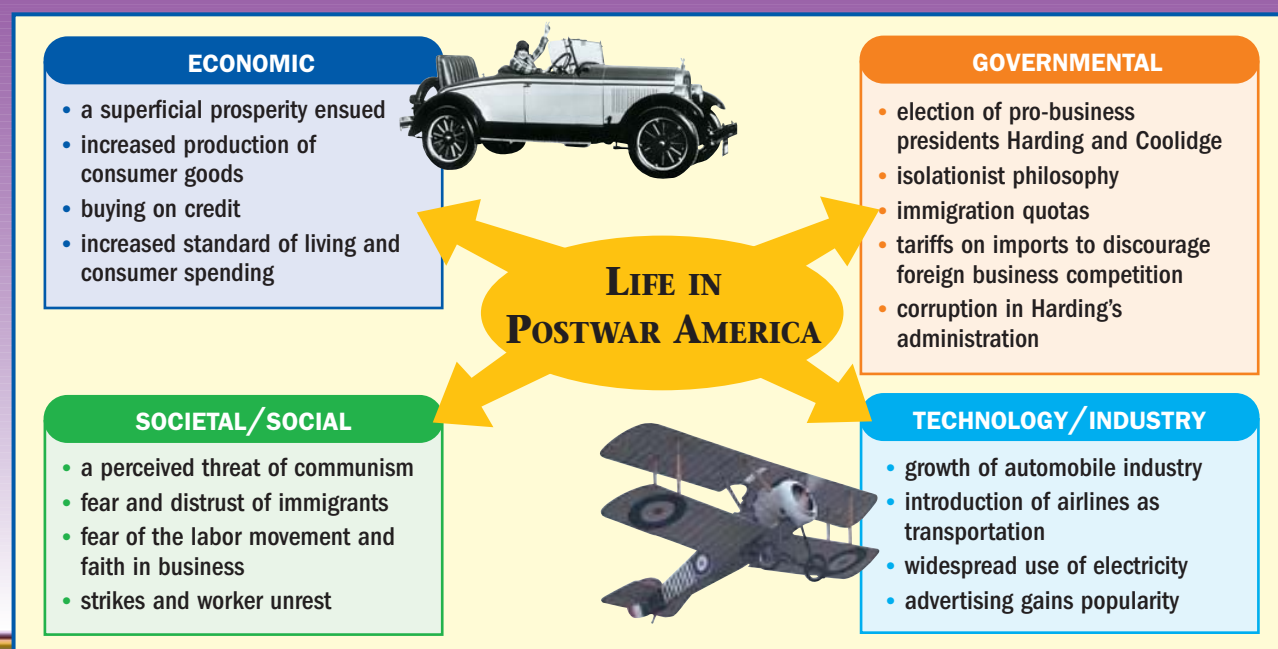 ECONOMIC
• a superficial prosperity ensued
• increased production of
consumer goods
• buying on credit
• increased standard of living and
consumer spending
GOVERNMENTAL
• election of pro-business
presidents Harding and Coolidge
• isolationist philosophy
• immigration quotas
• tariffs on imports to discourage
foreign business competition
• corruption in Harding’s
administration
LIFE IN
POSTWAR AMERICA
SOCIETAL/SOCIAL
• a perceived threat of communism
• fear and distrust of immigrants
• fear of the labor movement and
faith in business
• strikes and worker unrest
TECHNOLOGY/INDUSTRY
• growth of automobile industry
• introduction of airlines as
transportation
• widespread use of electricity
• advertising gains popularity